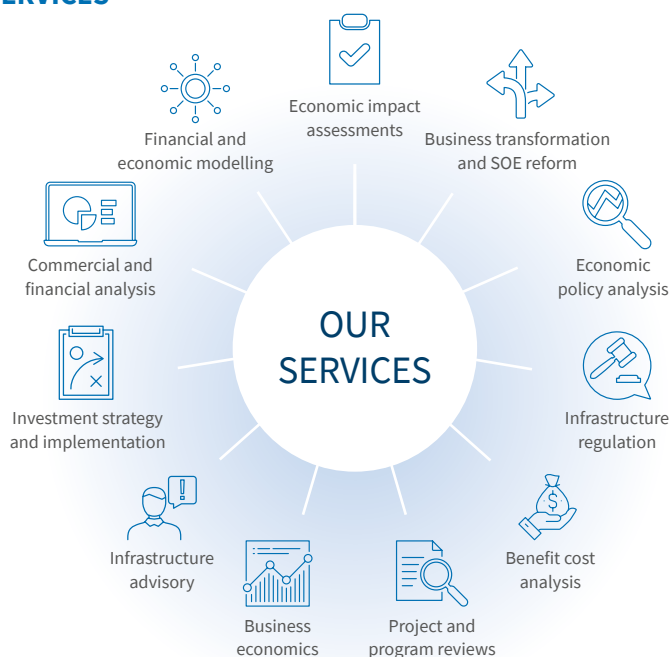 ERVICES
Economic impact
assessments
Business transformation
and SOE reform
Economic
policy analysis
Infrastructure
regulation
Benefit cost
analysis
Project and
program reviews
Business
economics
Infrastructure
advisory
Investment strategy
and implementation
Commercial and
financial analysis
Financial and
economic modelling
OUR
SERVICES